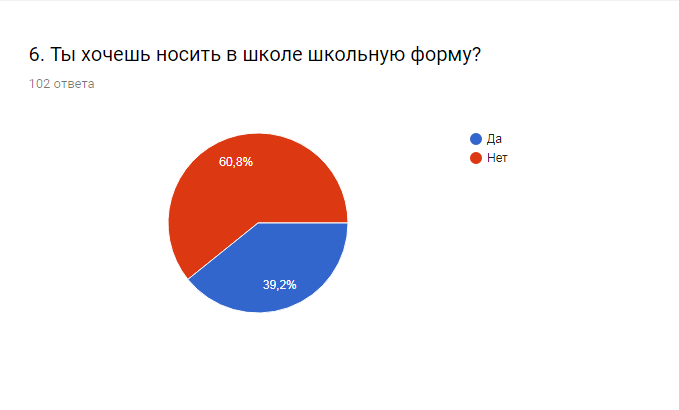 6. Ты хочешь носить в школе школьную форму?
102 ответа
Да
Нет
60,8%
39,2%